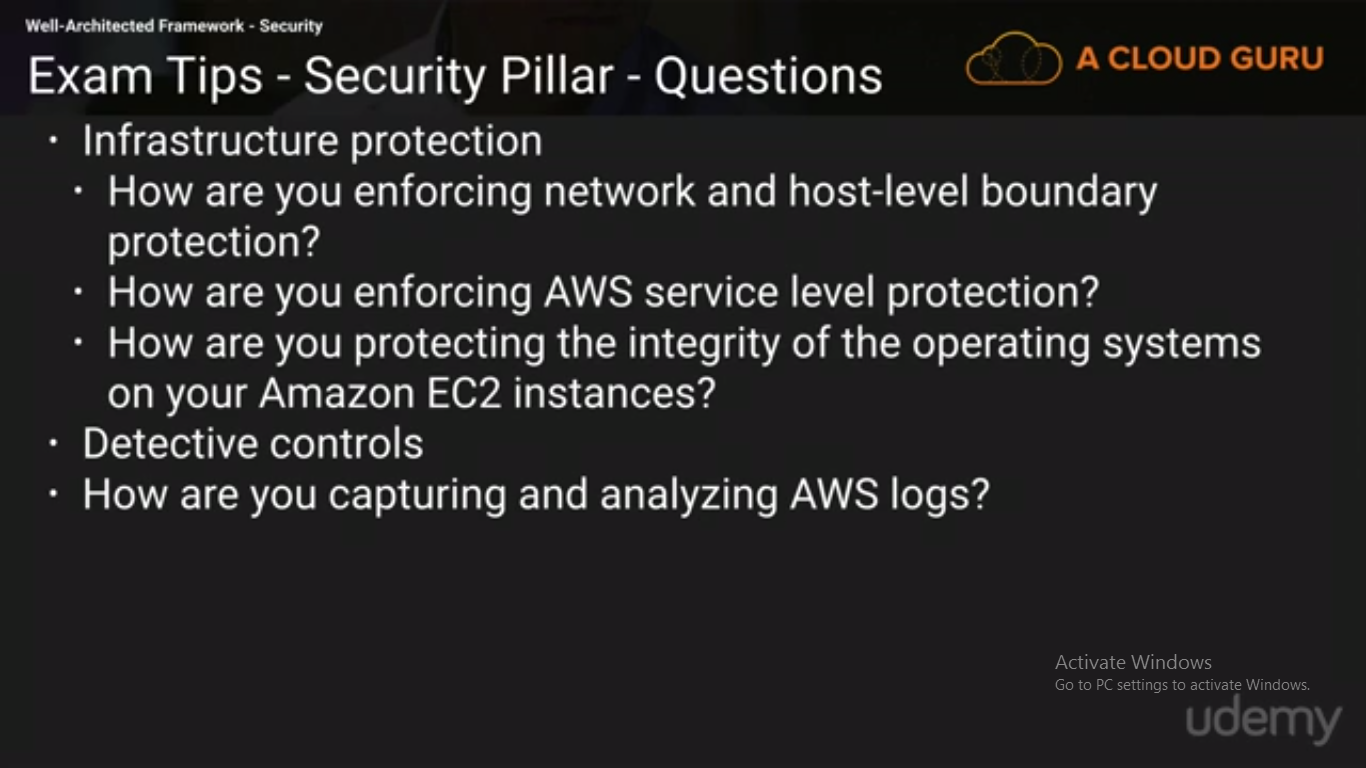 Well-Architected Framework - Security
Exam Tips - Security Pillar - Questions
A CLOUD GURU
• Infrastructure protection
• How are you enforcing network and host-level boundary
protection?
• How are you enforcing AWS service level protection?
• How are you protecting the integrity of the operating systems
on your Amazon EC2 instances?
• Detective controls
• How are you capturing and analyzing AWS logs?
Activate Windows
Go to PC settings to activate Windows.
udemy